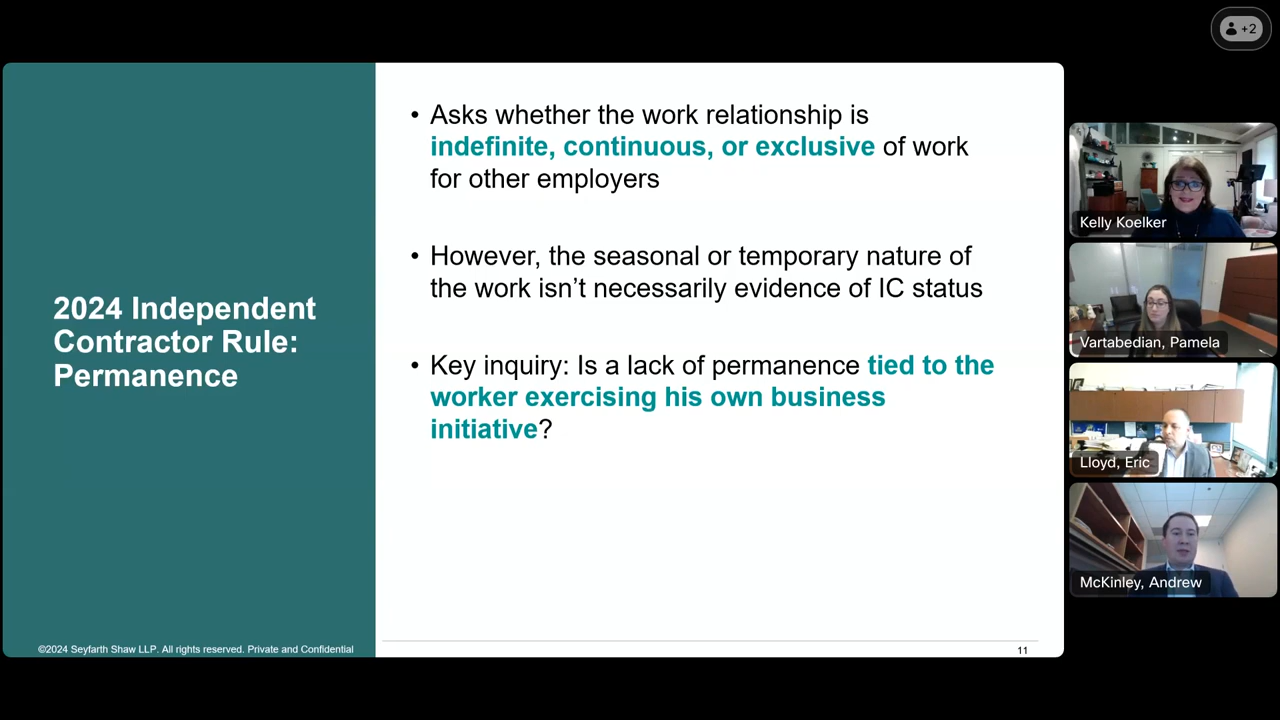 +2
2024 Independent
Contractor Rule:
Permanence
• Asks whether the work relationship is
indefinite, continuous, or exclusive of work
for other employers
• However, the seasonal or temporary nature of
the work isn’t necessarily evidence of IC status
• Key inquiry: Is a lack of permanence tied to the
worker exercising his own business
initiative?
©2024 Seyfarth Shaw LLP. All rights reserved. Private and Confidential
11
Kelly Koelker
Vartabedian, Pamela
Lloyd, Eric
McKinley, Andrew